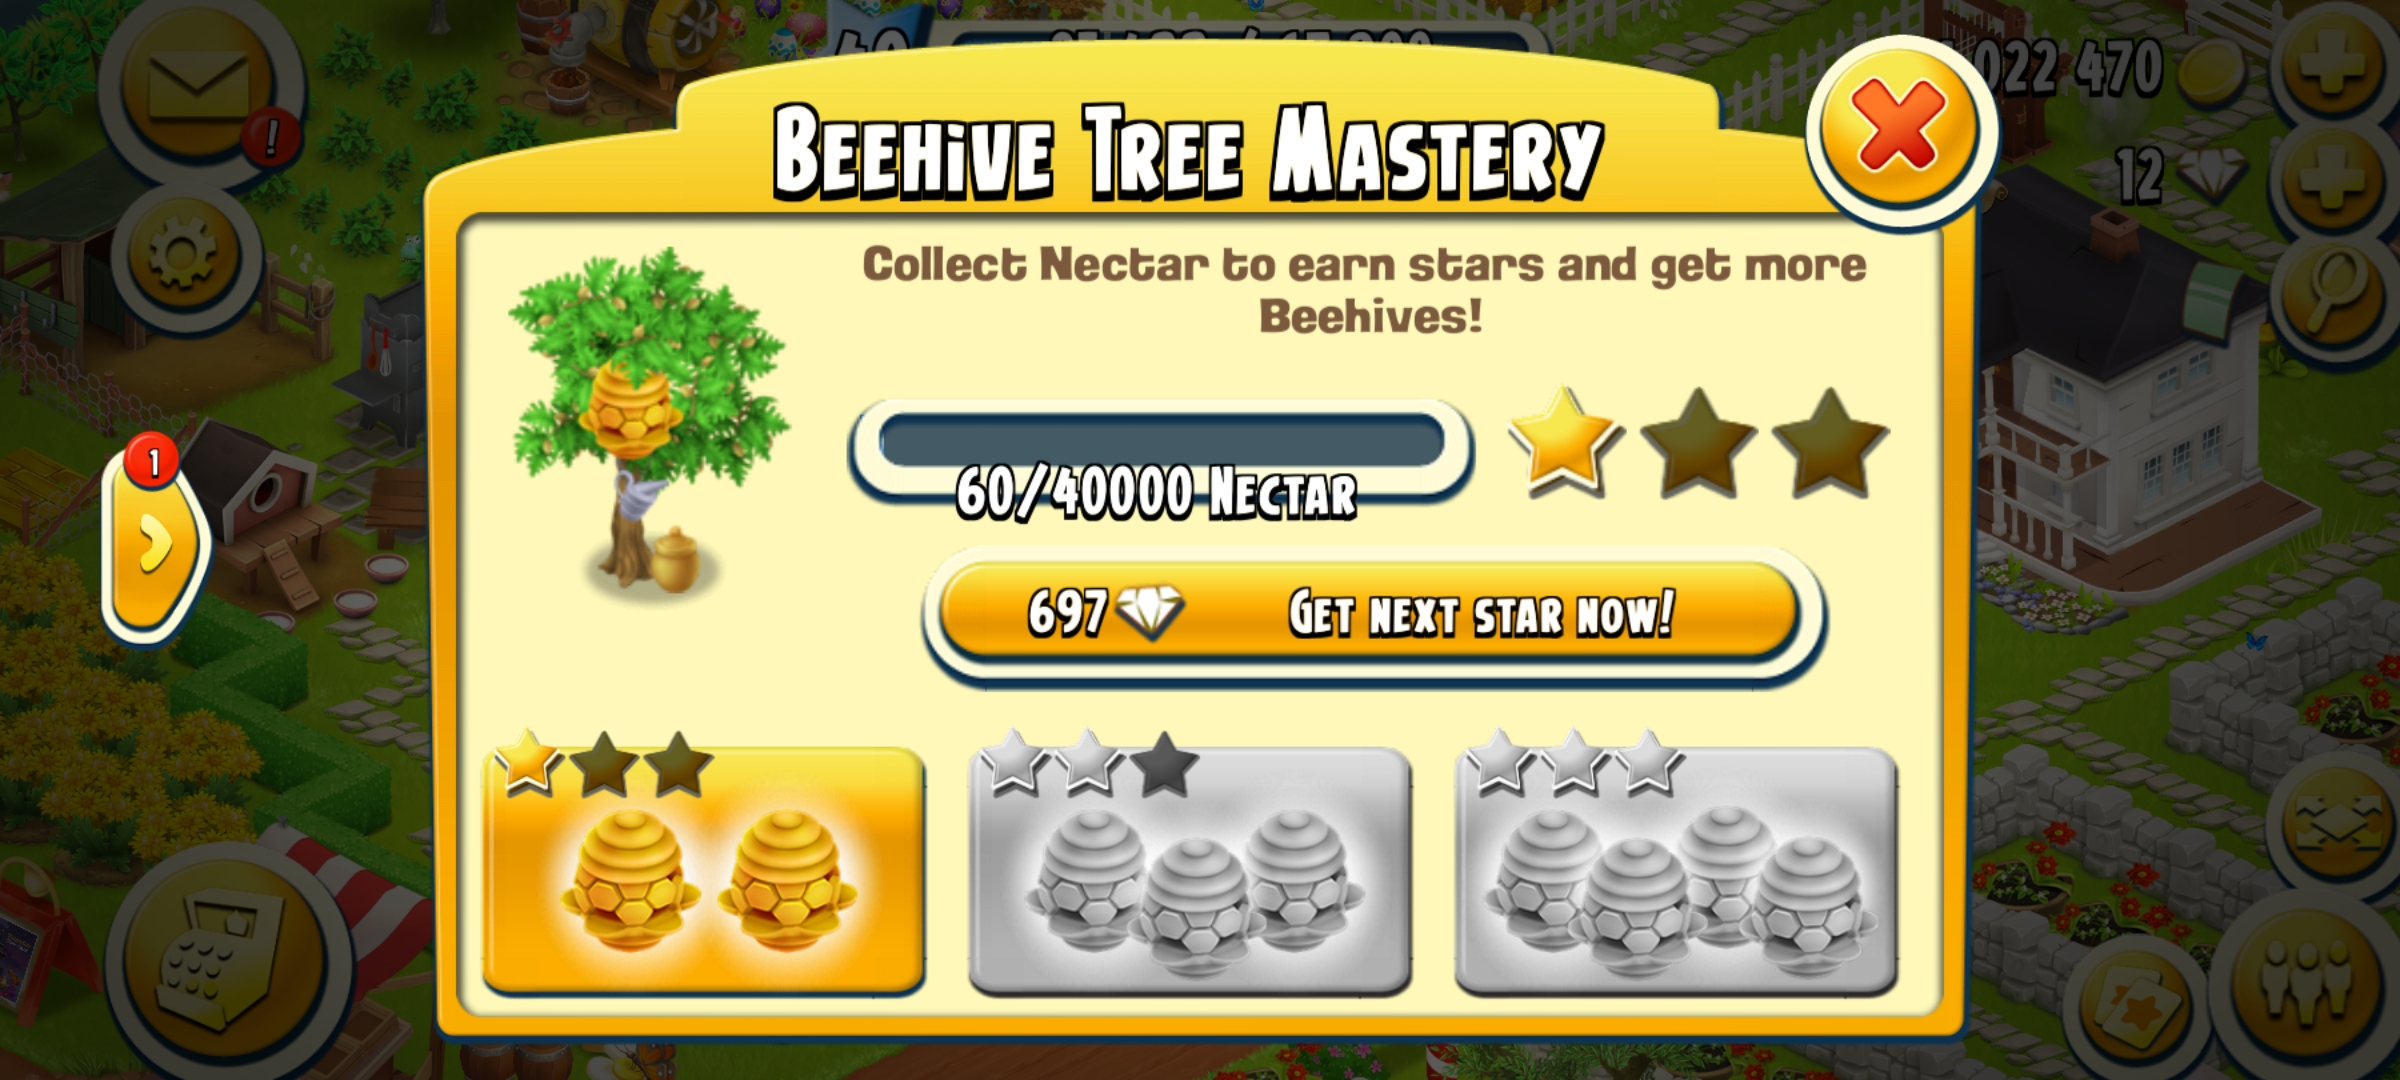 BEEHIVE TREE MASTERY
022 470
12
Collect Nectar to earn stars and get more
Beehives!
1
60/40000 NECTAR
697 GET NEXT STAR NOW!